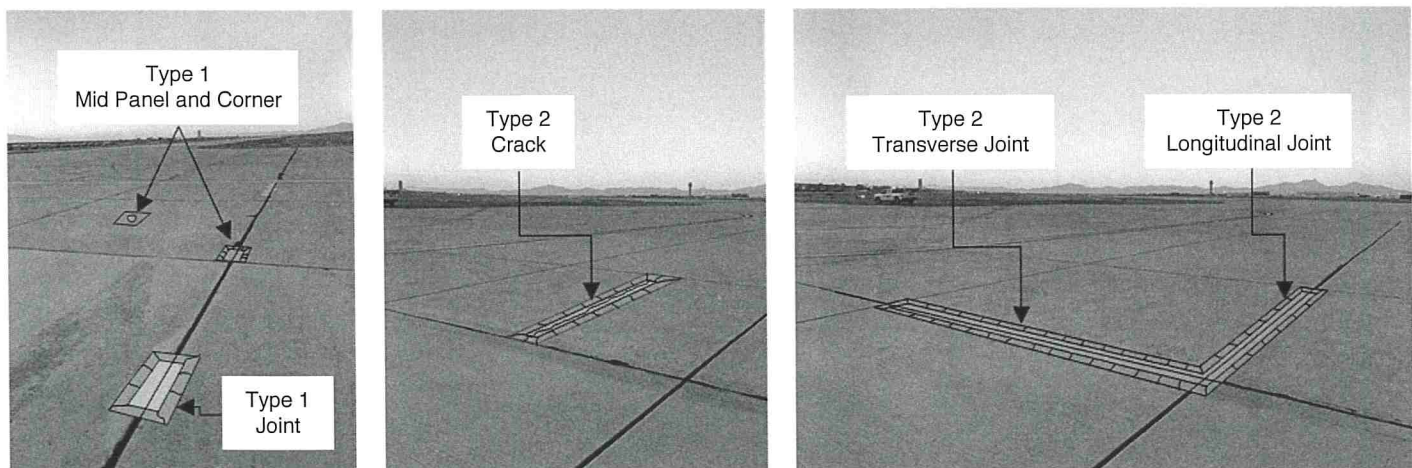 Type 1
Mid Panel and Corner
Type 1
Joint
Type 2
Crack
Type 2
Transverse Joint
Type 2
Longitudinal Joint